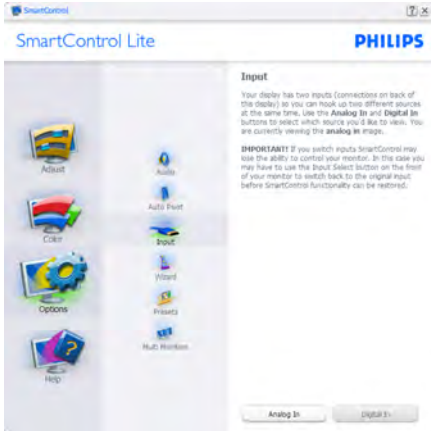 SmartControl
SmartControl Lite
PHILIPS
Adjust
Color
Options
Help
Audio
Auto Pivot
Input
Wizard
Presets
Multi Monitors
Input
Your display has two inputs (connections on back of
the display) so you can hook up two different sources
at the same time. Use the Analog In and Digital In
buttons to select which source you'd like to view. You
are currently viewing the analog in image.
IMPORTANT! If you switch inputs SmartControl may
lose the ability to control your monitor. In this case you
may have to use the Input Select button on the front
of your monitor to switch back to the original input
before SmartControl functionality can be restored.
Analog In
Digital In